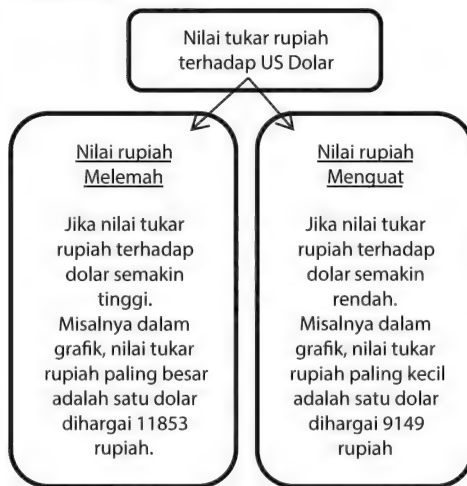 Nilai tukar rupiah
terhadap US Dolar
Nilai rupiah
Melemah
Jika nilai tukar
rupiah terhadap
dolar semakin
tinggi.
Misalnya dalam
grafik, nilai tukar
rupiah paling besar
adalah satu dolar
dihargai 11853
rupiah.
Nilai rupiah
Menguat
Jika nilai tukar
rupiah terhadap
dolar semakin
rendah.
Misalnya dalam
grafik, nilai tukar
rupiah paling kecil
adalah satu dolar
dihargai 9149
rupiah